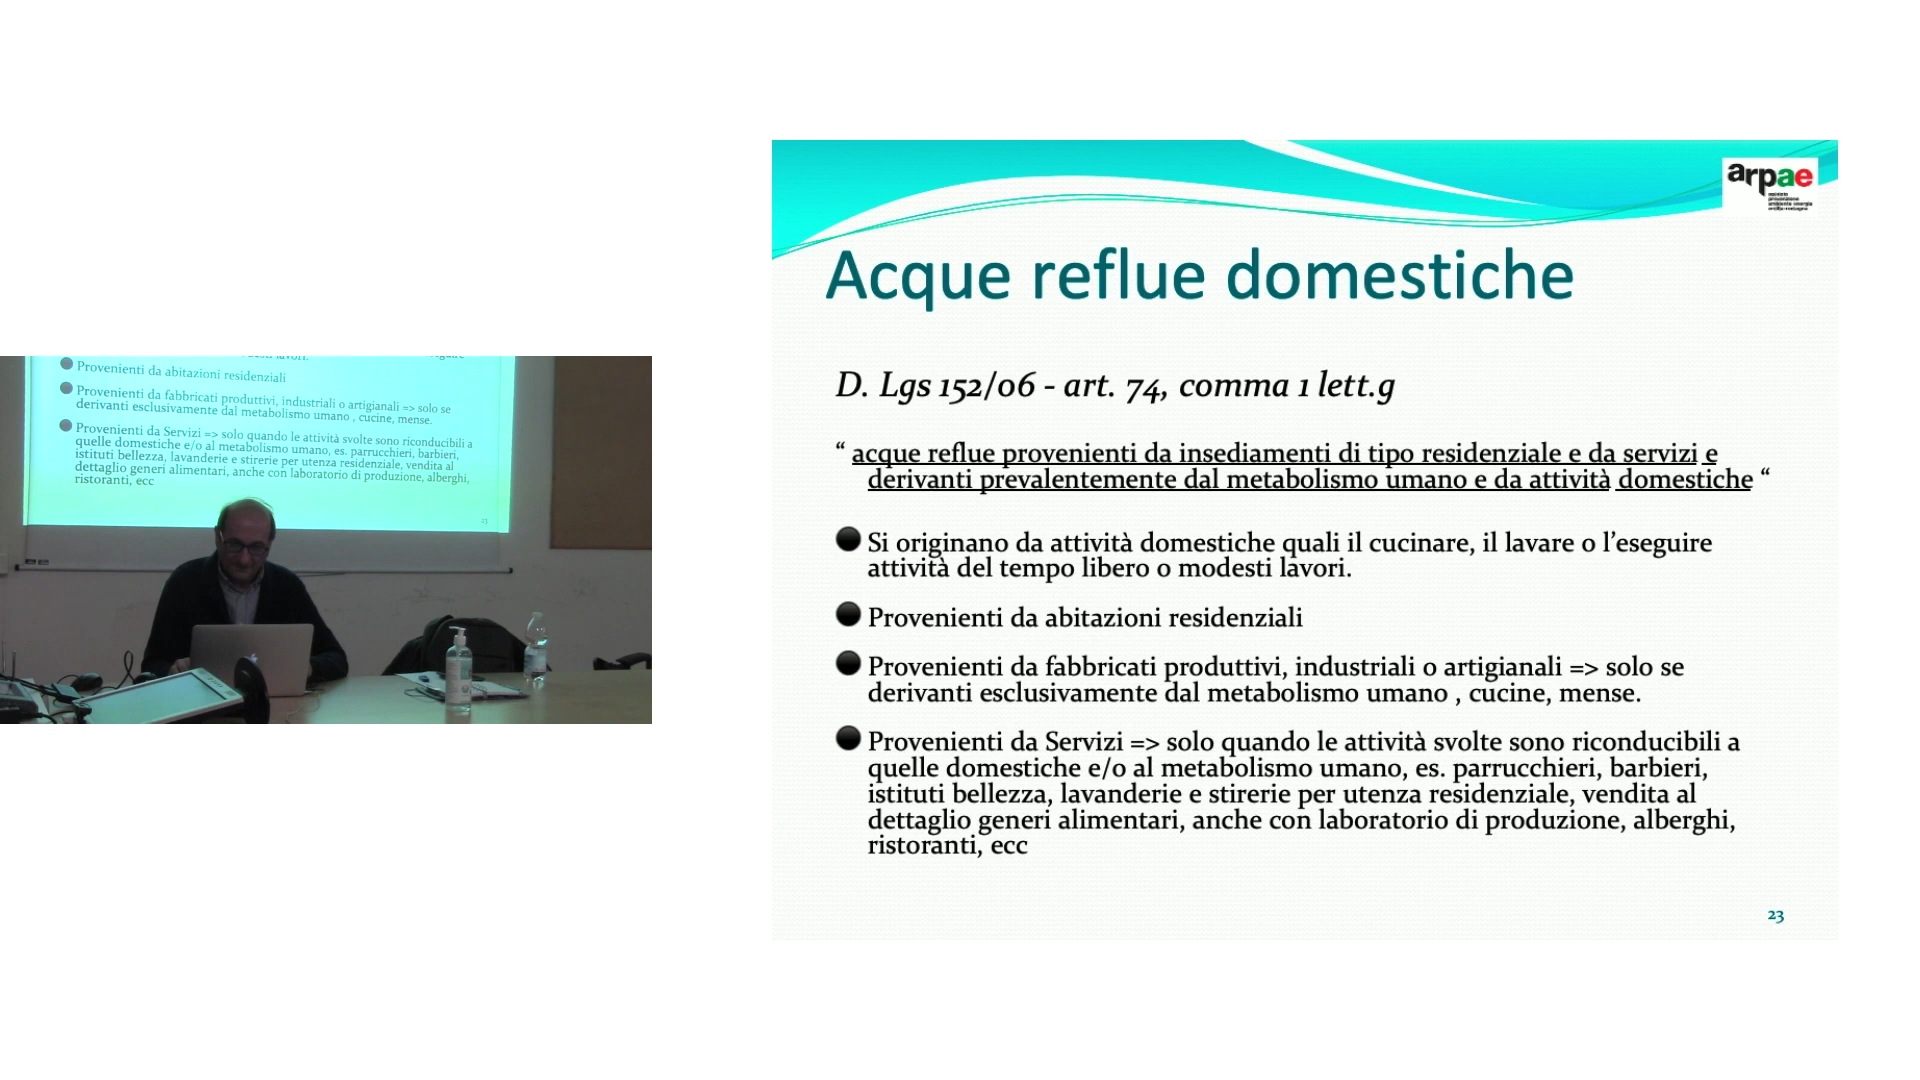 Provenienti da abitazioni residenziali
Provenienti da fabbricati produttivi, industriali o artigianali => solo se
derivanti esclusivamente dal metabolismo umano , cucine, mense.
Provenienti da Servizi => solo quando le attività svolte sono riconducibili a
quelle domestiche e/o al metabolismo umano, es. parrucchieri, barbieri,
istituti bellezza, lavanderie e stirerie per utenza residenziale, vendita al
dettaglio generi alimentari, anche con laboratorio di produzione, alberghi,
ristoranti, ecc
23
arpae
Acque reflue domestiche
D. Lgs 152/06 - art. 74, comma 1 lett.g
“ acque reflue provenienti da insediamenti di tipo residenziale e da servizi e
derivanti prevalentemente dal metabolismo umano e da attività domestiche “
Si originano da attività domestiche quali il cucinare, il lavare o l’eseguire
attività del tempo libero o modesti lavori.
Provenienti da abitazioni residenziali
Provenienti da fabbricati produttivi, industriali o artigianali => solo se
derivanti esclusivamente dal metabolismo umano , cucine, mense.
Provenienti da Servizi => solo quando le attività svolte sono riconducibili a
quelle domestiche e/o al metabolismo umano, es. parrucchieri, barbieri,
istituti bellezza, lavanderie e stirerie per utenza residenziale, vendita al
dettaglio generi alimentari, anche con laboratorio di produzione, alberghi,
ristoranti, ecc
23